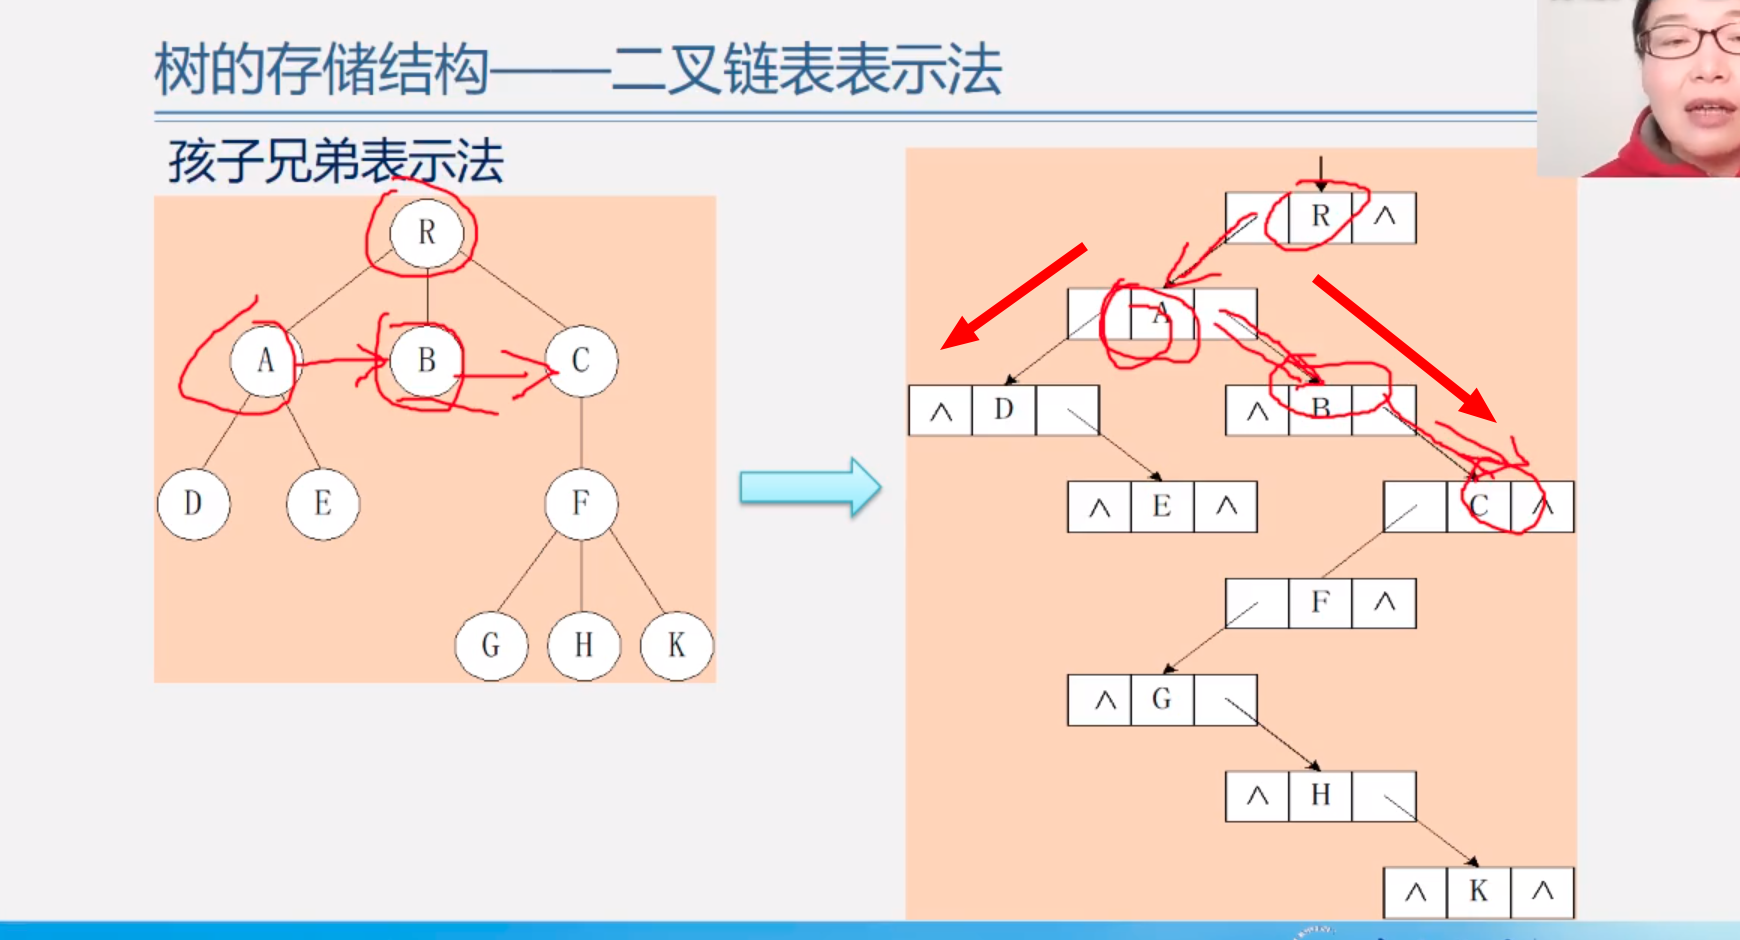 树的存储结构——二叉链表表示法
孩子兄弟表示法
R
A B C
D E F
G H K
R ∧
A
∧ D ∧ B
∧ E ∧ C ∧
F ∧
∧ G
∧ H
∧ K ∧